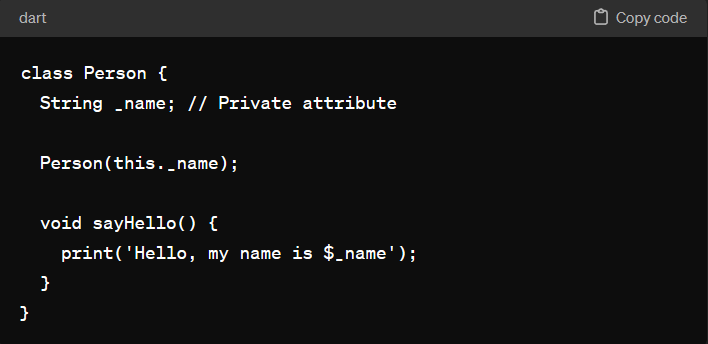 dart
Copy code
class Person {
  String _name; // Private attribute

  Person(this._name);

  void sayHello() {
    print('Hello, my name is $_name');
  }
}